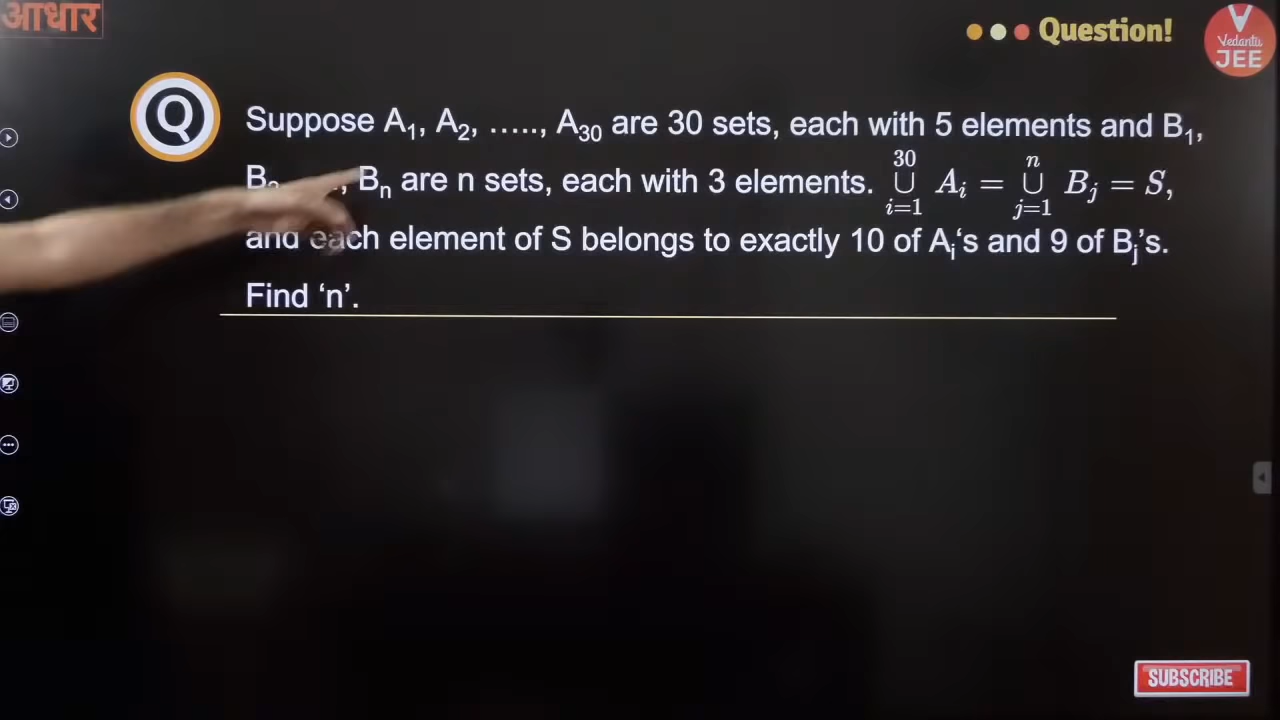 आधार
Question!
Vedantu
JEE
Q
Suppose A₁, A₂, ....., A₃₀ are 30 sets, each with 5 elements and B₁,
Bₙ are n sets, each with 3 elements. 30 ∪ i=1 Aᵢ = n ∪ j=1 Bⱼ = S,
and each element of S belongs to exactly 10 of Aᵢ‘s and 9 of Bⱼ’s.
Find ‘n’.
SUBSCRIBE